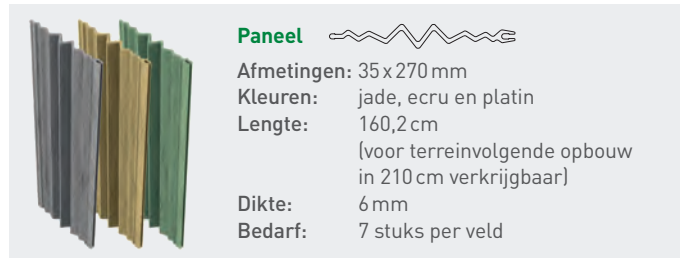 Paneel
Afmetingen: 35 x 270 mm
Kleuren: jade, ecru en platin
Lengte: 160,2 cm
(voor terreinvolgende opbouw
in 210 cm verkrijgbaar)
Dikte: 6 mm
Bedarf: 7 stuks per veld